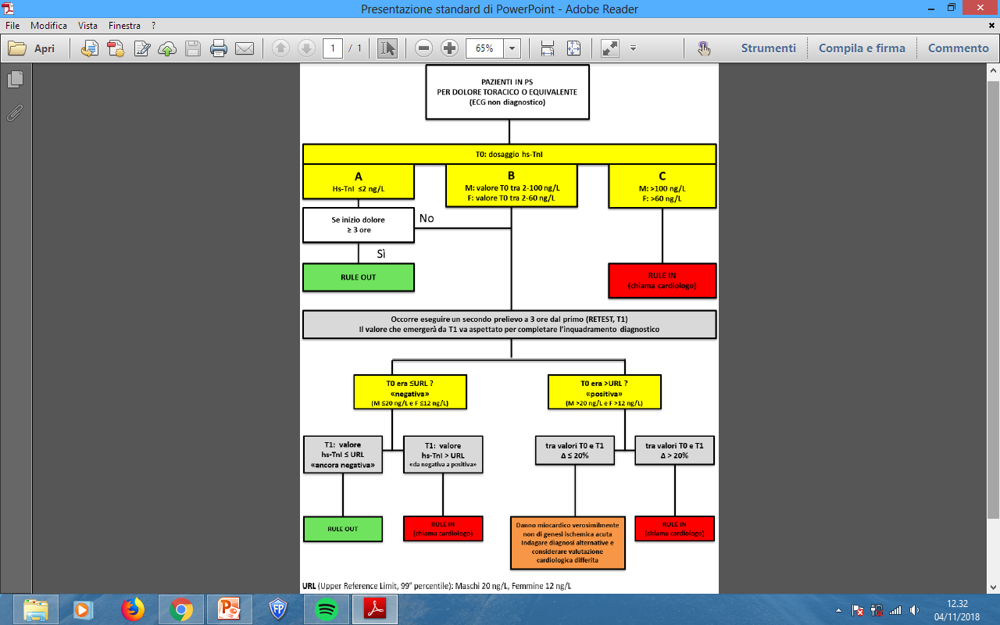 Presentazione standard di PowerPoint - Adobe Reader
File Modifica Vista Finestra ?
Apri 1 / 1 65% Strumenti Compila e firma Commento
PAZIENTI IN PS
PER DOLORE TORACICO O EQUIVALENTE
(ECG non diagnostico)
T0: dosaggio hs-TnI
A
Hs-TnI ≤2 ng/L
B
M: valore T0 tra 2-100 ng/L
F: valore T0 tra 2-60 ng/L
C
M: >100 ng/L
F: >60 ng/L
Se inizio dolore
≥ 3 ore
No
Sì
RULE OUT
RULE IN
(chiama cardiologo)
Occorre eseguire un secondo prelievo a 3 ore dal primo (RETEST, T1)
Il valore che emergerà da T1 va aspettato per completare l'inquadramento diagnostico
T0 era ≤URL ?
«negativa»
(M ≤20 ng/L e F ≤12 ng/L)
T0 era >URL ?
«positiva»
(M >20 ng/L e F >12 ng/L)
T1: valore
hs-TnI ≤ URL
«ancora negativa»
T1: valore
hs-TnI > URL
«da negativa a positiva»
tra valori T0 e T1
Δ ≤ 20%
tra valori T0 e T1
Δ > 20%
RULE OUT
RULE IN
(chiama cardiologo)
Danno miocardico verosimilmente
non di genesi ischemica acuta
Indagare diagnosi alternative e
considerare valutazione
cardiologica differita
RULE IN
(chiama cardiologo)
URL (Upper Reference Limit, 99° percentile): Maschi 20 ng/L, Femmine 12 ng/L
FP
12.32
04/11/2018